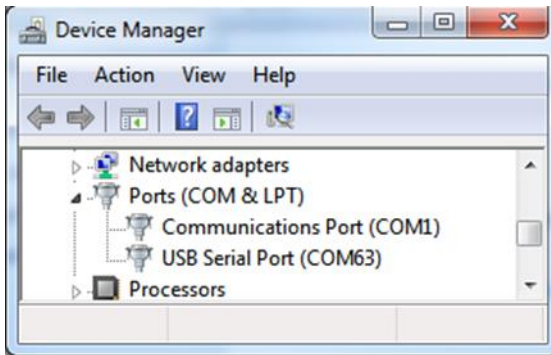 Device Manager
File Action View Help
Network adapters
Ports (COM & LPT)
Communications Port (COM1)
USB Serial Port (COM63)
Processors